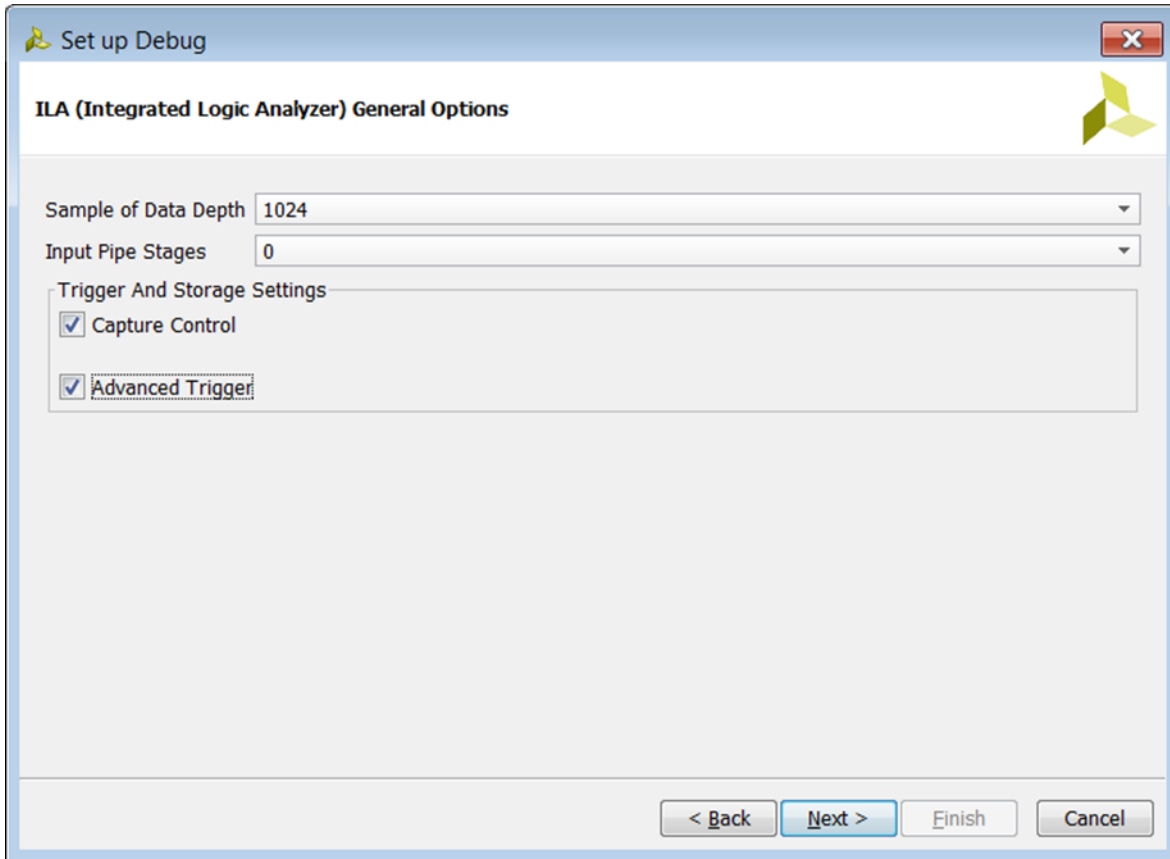 Set up Debug
ILA (Integrated Logic Analyzer) General Options
Sample of Data Depth 1024
Input Pipe Stages 0
Trigger And Storage Settings
Capture Control
Advanced Trigger
< Back Next > Finish Cancel